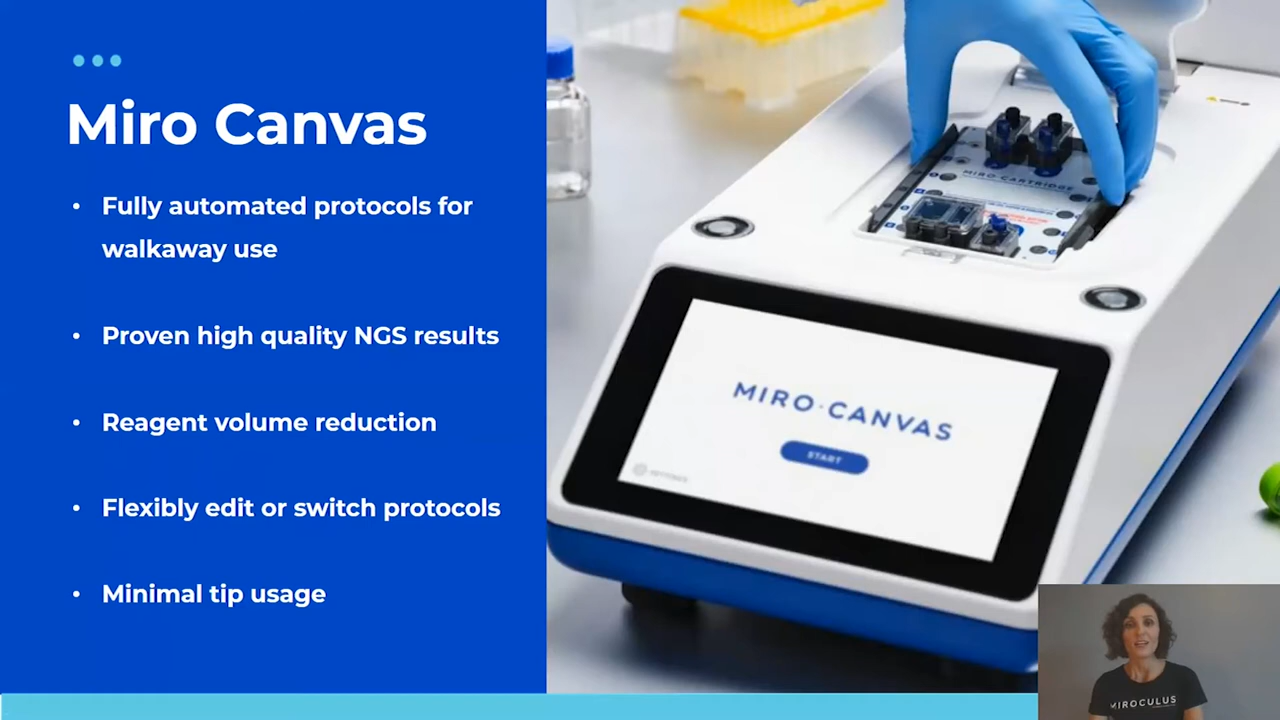 Miro Canvas
• Fully automated protocols for
walkaway use
• Proven high quality NGS results
• Reagent volume reduction
• Flexibly edit or switch protocols
• Minimal tip usage
MIRO CARTRIDGE
MIRO·CANVAS
START
MIROCULUS